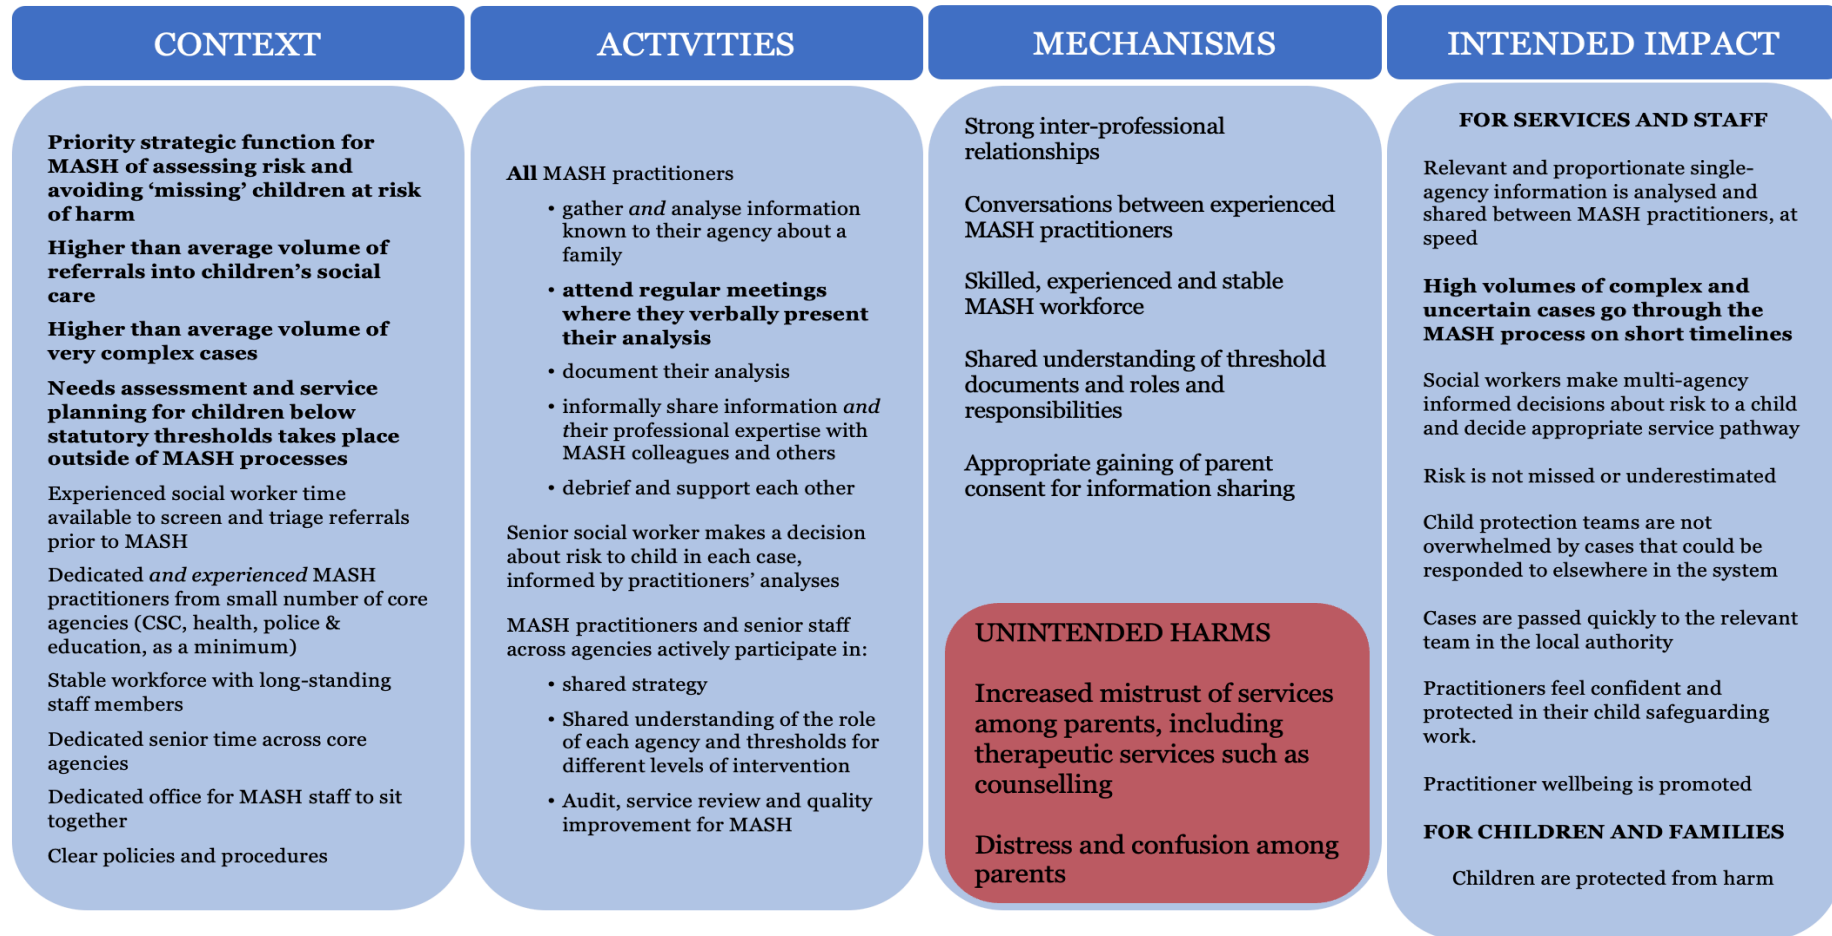 CONTEXT
Priority strategic function for
MASH of assessing risk and
avoiding ‘missing’ children at risk
of harm
Higher than average volume of
referrals into children’s social
care
Higher than average volume of
very complex cases
Needs assessment and service
planning for children below
statutory thresholds takes place
outside of MASH processes
Experienced social worker time
available to screen and triage referrals
prior to MASH
Dedicated and experienced MASH
practitioners from small number of core
agencies (CSC, health, police &
education, as a minimum)
Stable workforce with long-standing
staff members
Dedicated senior time across core
agencies
Dedicated office for MASH staff to sit
together
Clear policies and procedures
ACTIVITIES
All MASH practitioners
• gather and analyse information
known to their agency about a
family
• attend regular meetings
where they verbally present
their analysis
• document their analysis
• informally share information and
their professional expertise with
MASH colleagues and others
• debrief and support each other
Senior social worker makes a decision
about risk to child in each case,
informed by practitioners’ analyses
MASH practitioners and senior staff
across agencies actively participate in:
• shared strategy
• Shared understanding of the role
of each agency and thresholds for
different levels of intervention
• Audit, service review and quality
improvement for MASH
MECHANISMS
Strong inter-professional
relationships
Conversations between experienced
MASH practitioners
Skilled, experienced and stable
MASH workforce
Shared understanding of threshold
documents and roles and
responsibilities
Appropriate gaining of parent
consent for information sharing
UNINTENDED HARMS
Increased mistrust of services
among parents, including
therapeutic services such as
counselling
Distress and confusion among
parents
INTENDED IMPACT
FOR SERVICES AND STAFF
Relevant and proportionate single-
agency information is analysed and
shared between MASH practitioners, at
speed
High volumes of complex and
uncertain cases go through the
MASH process on short timelines
Social workers make multi-agency
informed decisions about risk to a child
and decide appropriate service pathway
Risk is not missed or underestimated
Child protection teams are not
overwhelmed by cases that could be
responded to elsewhere in the system
Cases are passed quickly to the relevant
team in the local authority
Practitioners feel confident and
protected in their child safeguarding
work.
Practitioner wellbeing is promoted
FOR CHILDREN AND FAMILIES
Children are protected from harm